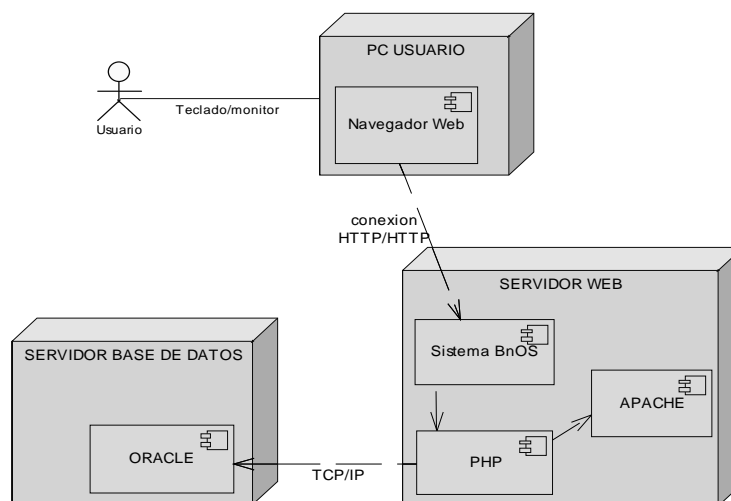 PC USUARIO
Navegador Web
Teclado/monitor
Usuario
conexion
HTTP/HTTP
SERVIDOR WEB
Sistema BnOS
SERVIDOR BASE DE DATOS
APACHE
ORACLE
PHP
TCP/IP